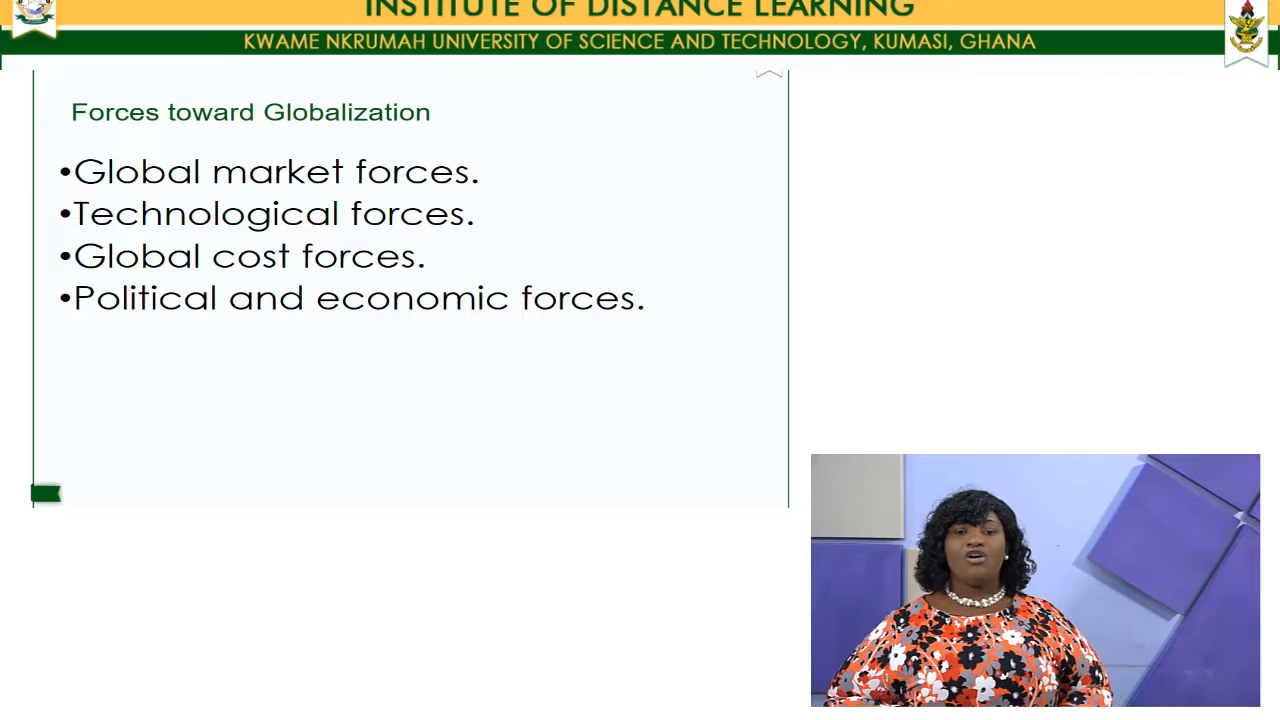 INSTITUTE OF DISTANCE LEARNING
KWAME NKRUMAH UNIVERSITY OF SCIENCE AND TECHNOLOGY, KUMASI, GHANA
Forces toward Globalization
•Global market forces.
•Technological forces.
•Global cost forces.
•Political and economic forces.